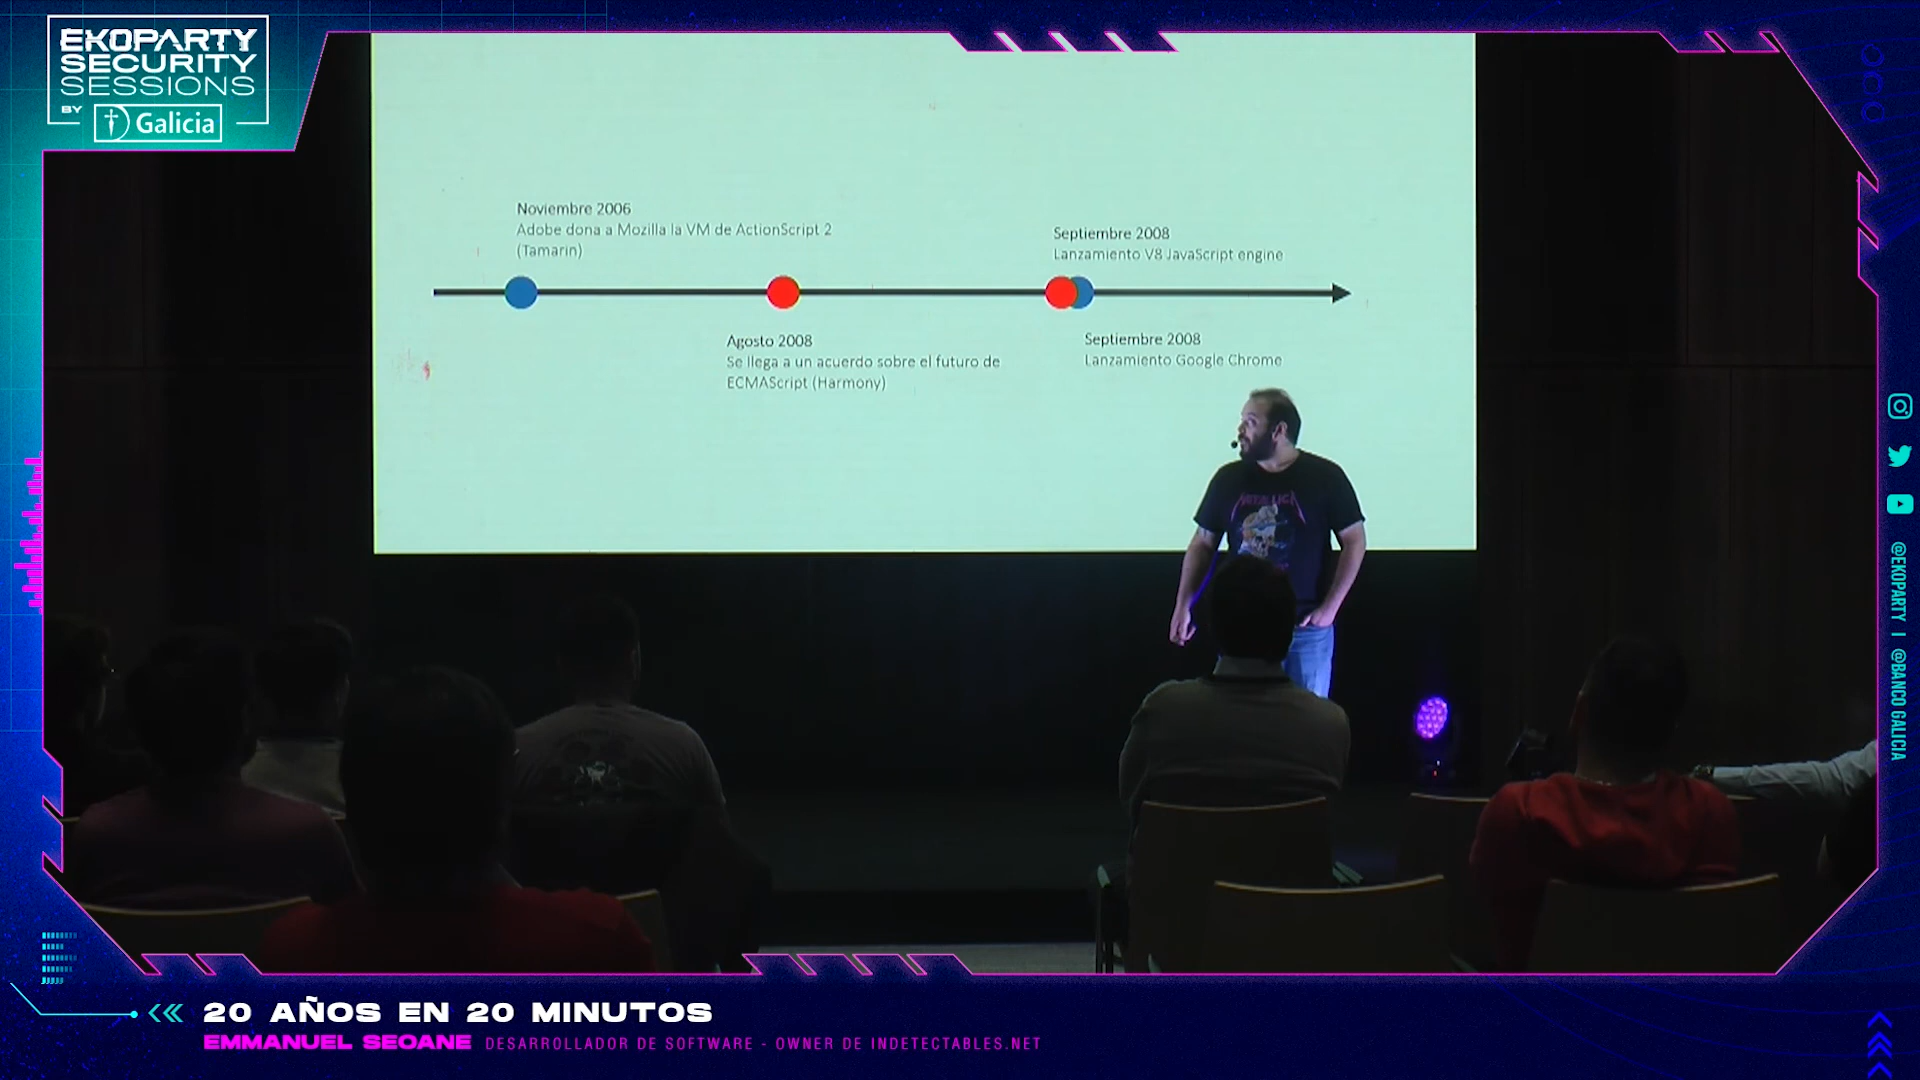 EKOPARTY
SECURITY
SESSIONS
BY
Galicia
Noviembre 2006
Adobe dona a Mozilla la VM de ActionScript 2
(Tamarin)
Septiembre 2008
Lanzamiento V8 JavaScript engine
Agosto 2008
Se llega a un acuerdo sobre el futuro de
ECMAScript (Harmony)
Septiembre 2008
Lanzamiento Google Chrome
METALLICA
@EKOPARTY I @BANCO GALICIA
20 AÑOS EN 20 MINUTOS
EMMANUEL SEOANE DESARROLLADOR DE SOFTWARE - OWNER DE INDETECTABLES.NET